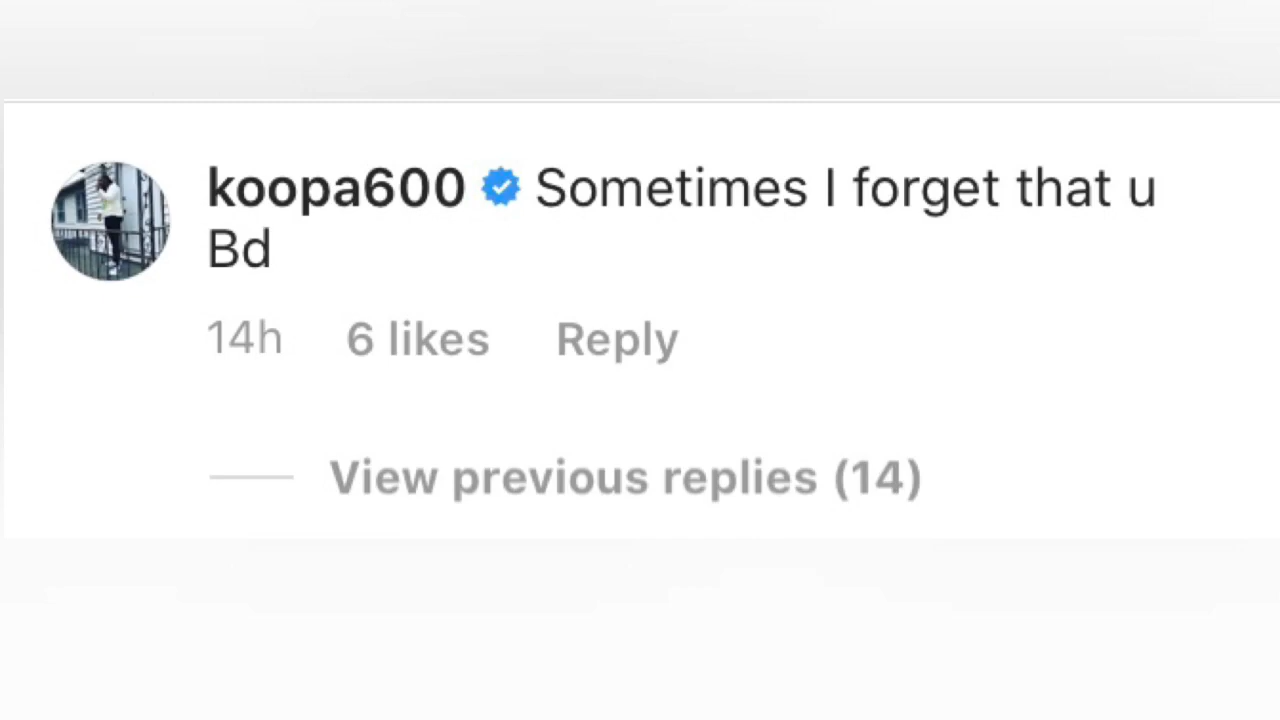 koopa600 Sometimes I forget that u
Bd
14h 6 likes Reply
View previous replies (14)